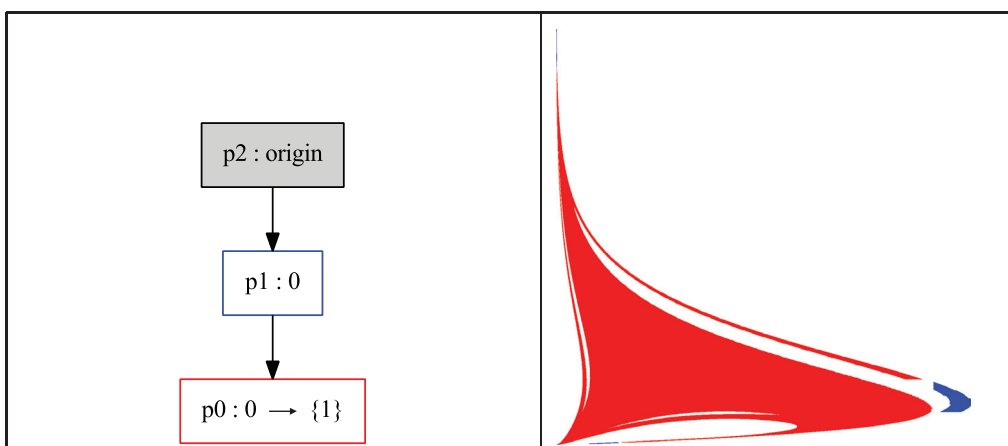 p2 : origin
p1 : 0
p0 : 0 → {1}